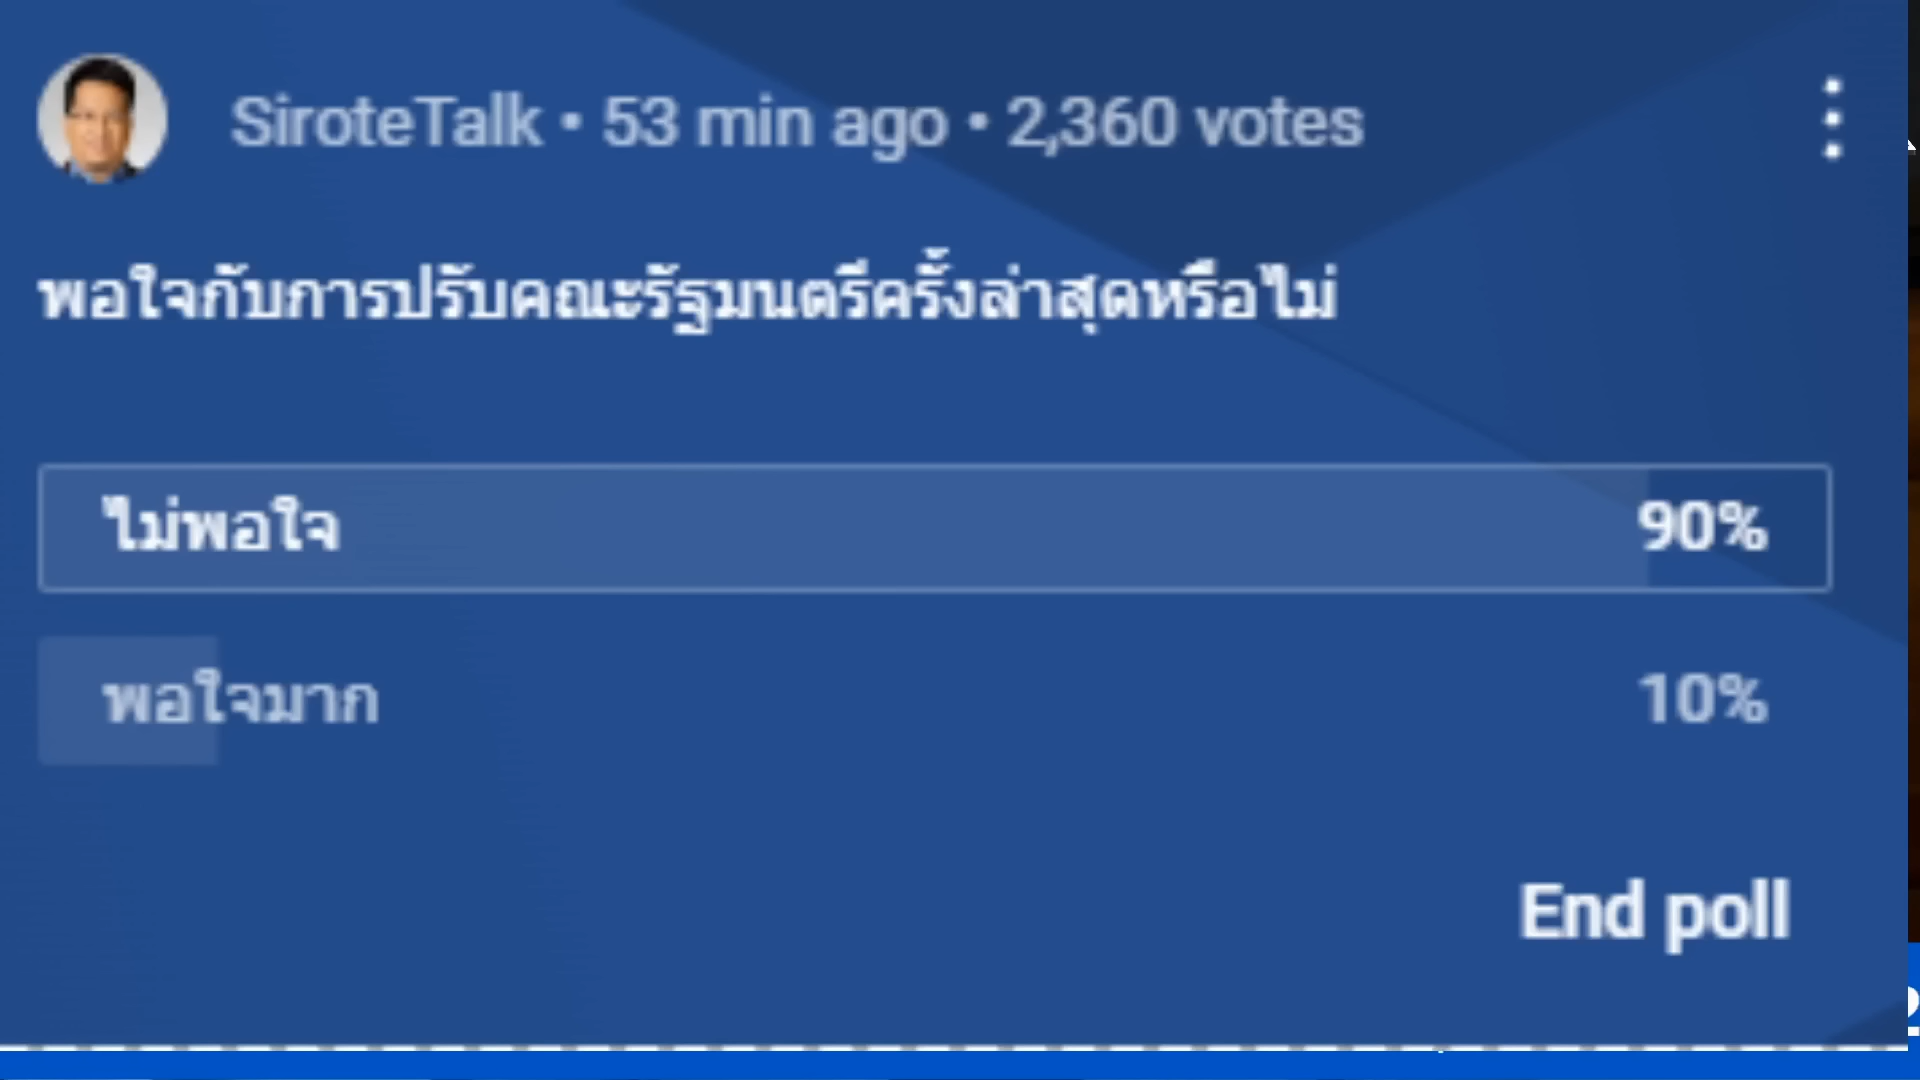 SiroteTalk • 53 min ago • 2,360 votes
พอใจกับการปรับคณะรัฐมนตรีครั้งล่าสุดหรือไม่
ไม่พอใจ 90%
พอใจมาก 10%
End poll